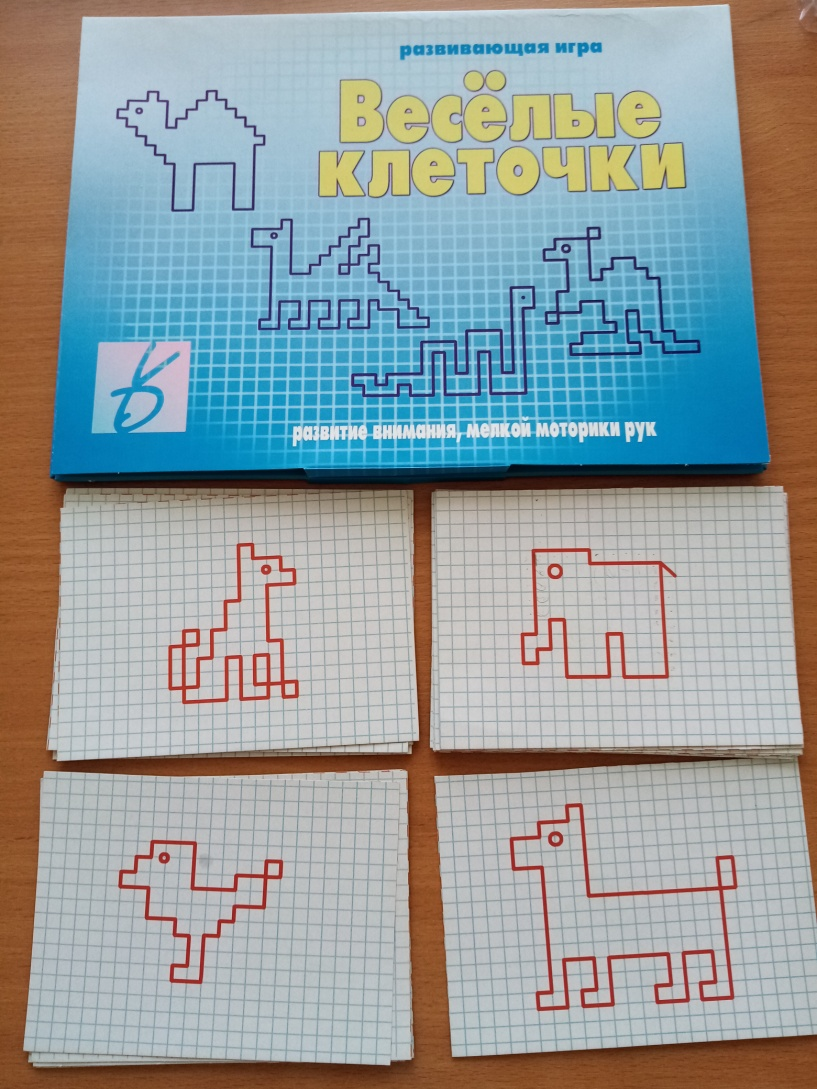 развивающая игра
Весёлые
клеточки
развитие внимания, мелкой моторики рук